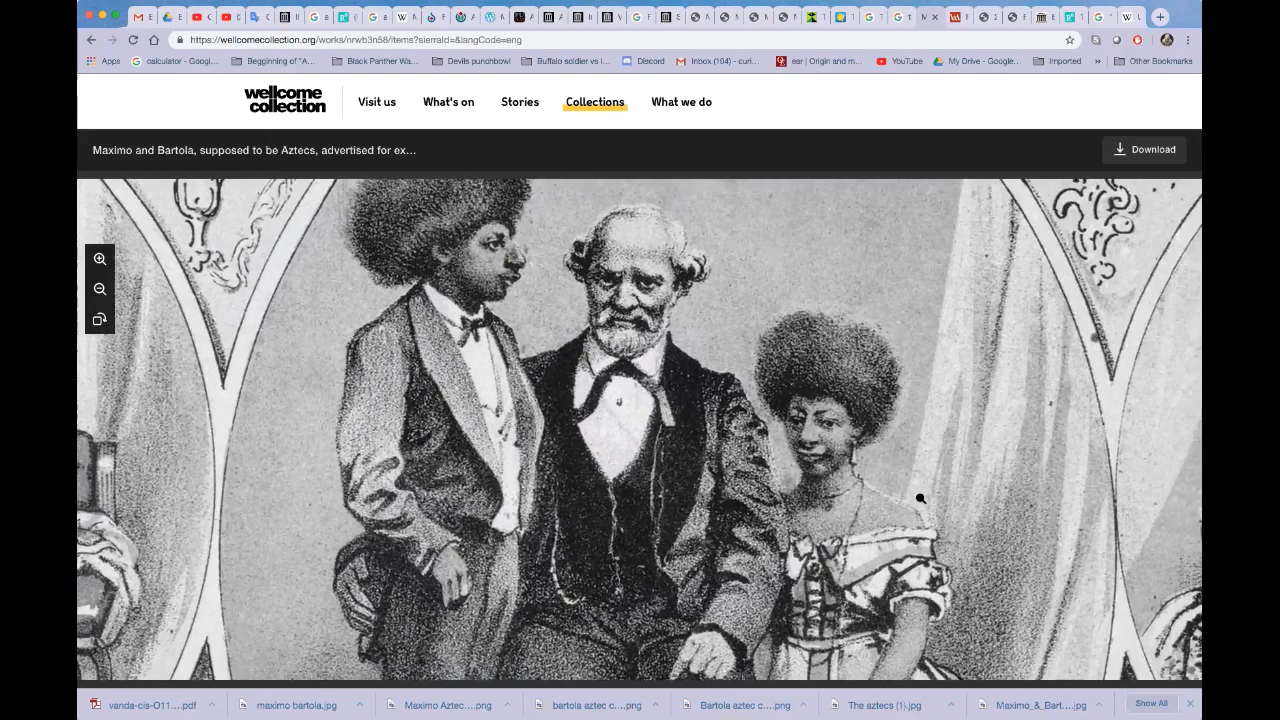 https://wellcomecollection.org/works/nrwb3n58/items?sierraId=&langCode=eng
Apps
calculator - Googl...
Begginning of "A...
Black Panther Wa...
Devils punchbowl
Buffalo soldier vs I...
Discord
Inbox (104) - curi...
ear | Origin and m...
YouTube
My Drive - Google...
Imported
»
Other Bookmarks
wellcome
collection
Visit us
What's on
Stories
Collections
What we do
Maximo and Bartola, supposed to be Aztecs, advertised for ex...
Download
vanda-cis-O11....pdf
maximo bartola.jpg
Maximo Aztec....png
bartola aztec c....png
Bartola aztec c....png
The aztecs (1).jpg
Maximo_&_Bart....jpg
Show All